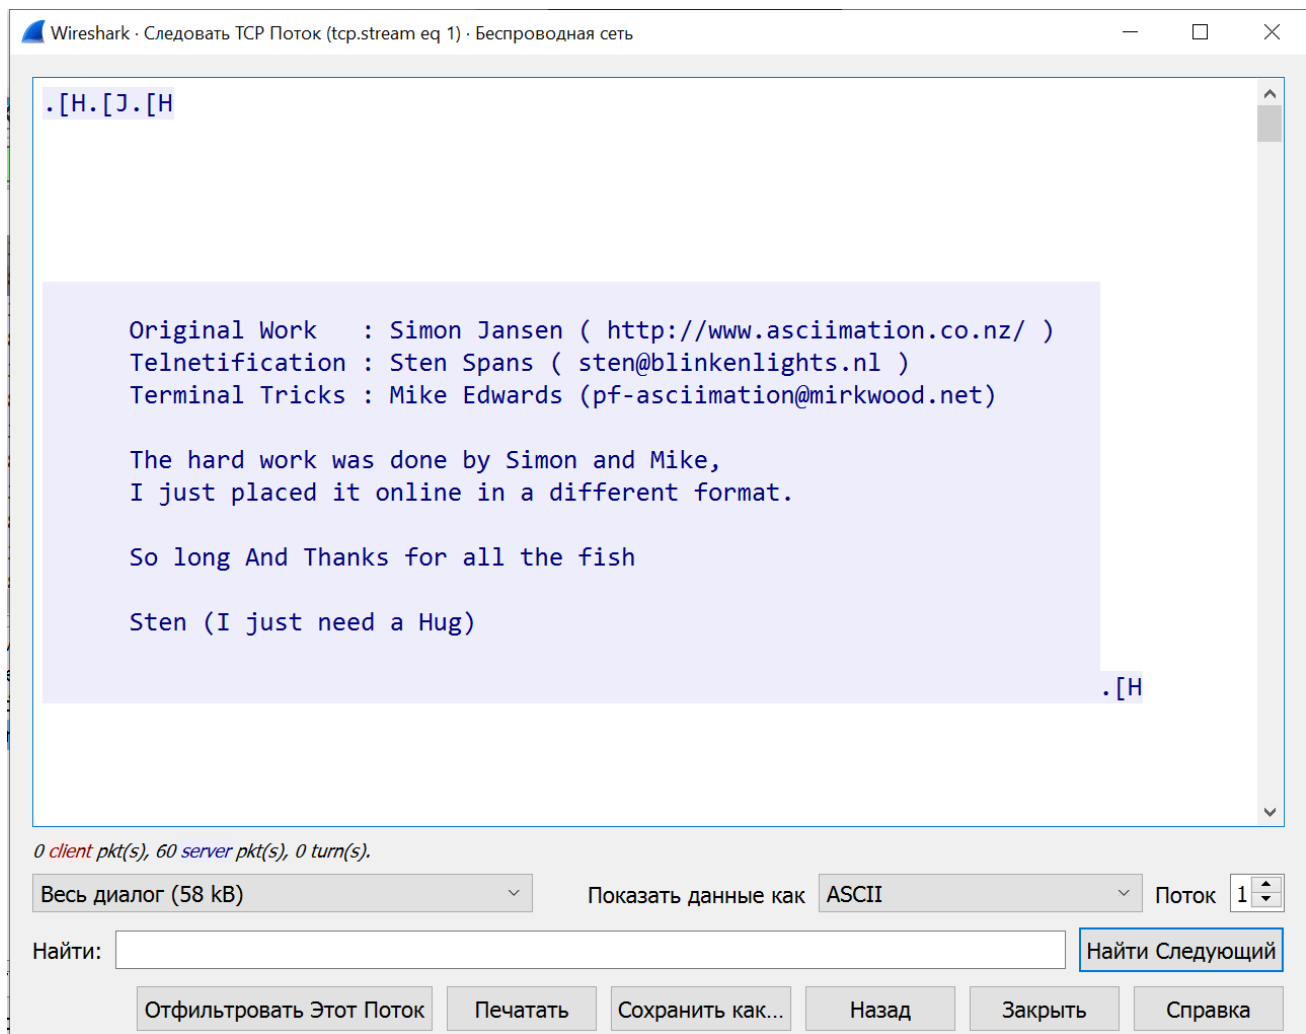 Wireshark · Следовать TCP Поток (tcp.stream eq 1) · Беспроводная сеть
.[H.[J.[H
Original Work   : Simon Jansen ( http://www.asciimation.co.nz/ )
Telnetification : Sten Spans ( sten@blinkenlights.nl )
Terminal Tricks : Mike Edwards (pf-asciimation@mirkwood.net)
The hard work was done by Simon and Mike,
I just placed it online in a different format.
So long And Thanks for all the fish
Sten (I just need a Hug)
.[H
0 client pkt(s), 60 server pkt(s), 0 turn(s).
Весь диалог (58 kB) Показать данные как ASCII Поток 1
Найти: Найти Следующий
Отфильтровать Этот Поток Печатать Сохранить как... Назад Закрыть Справка